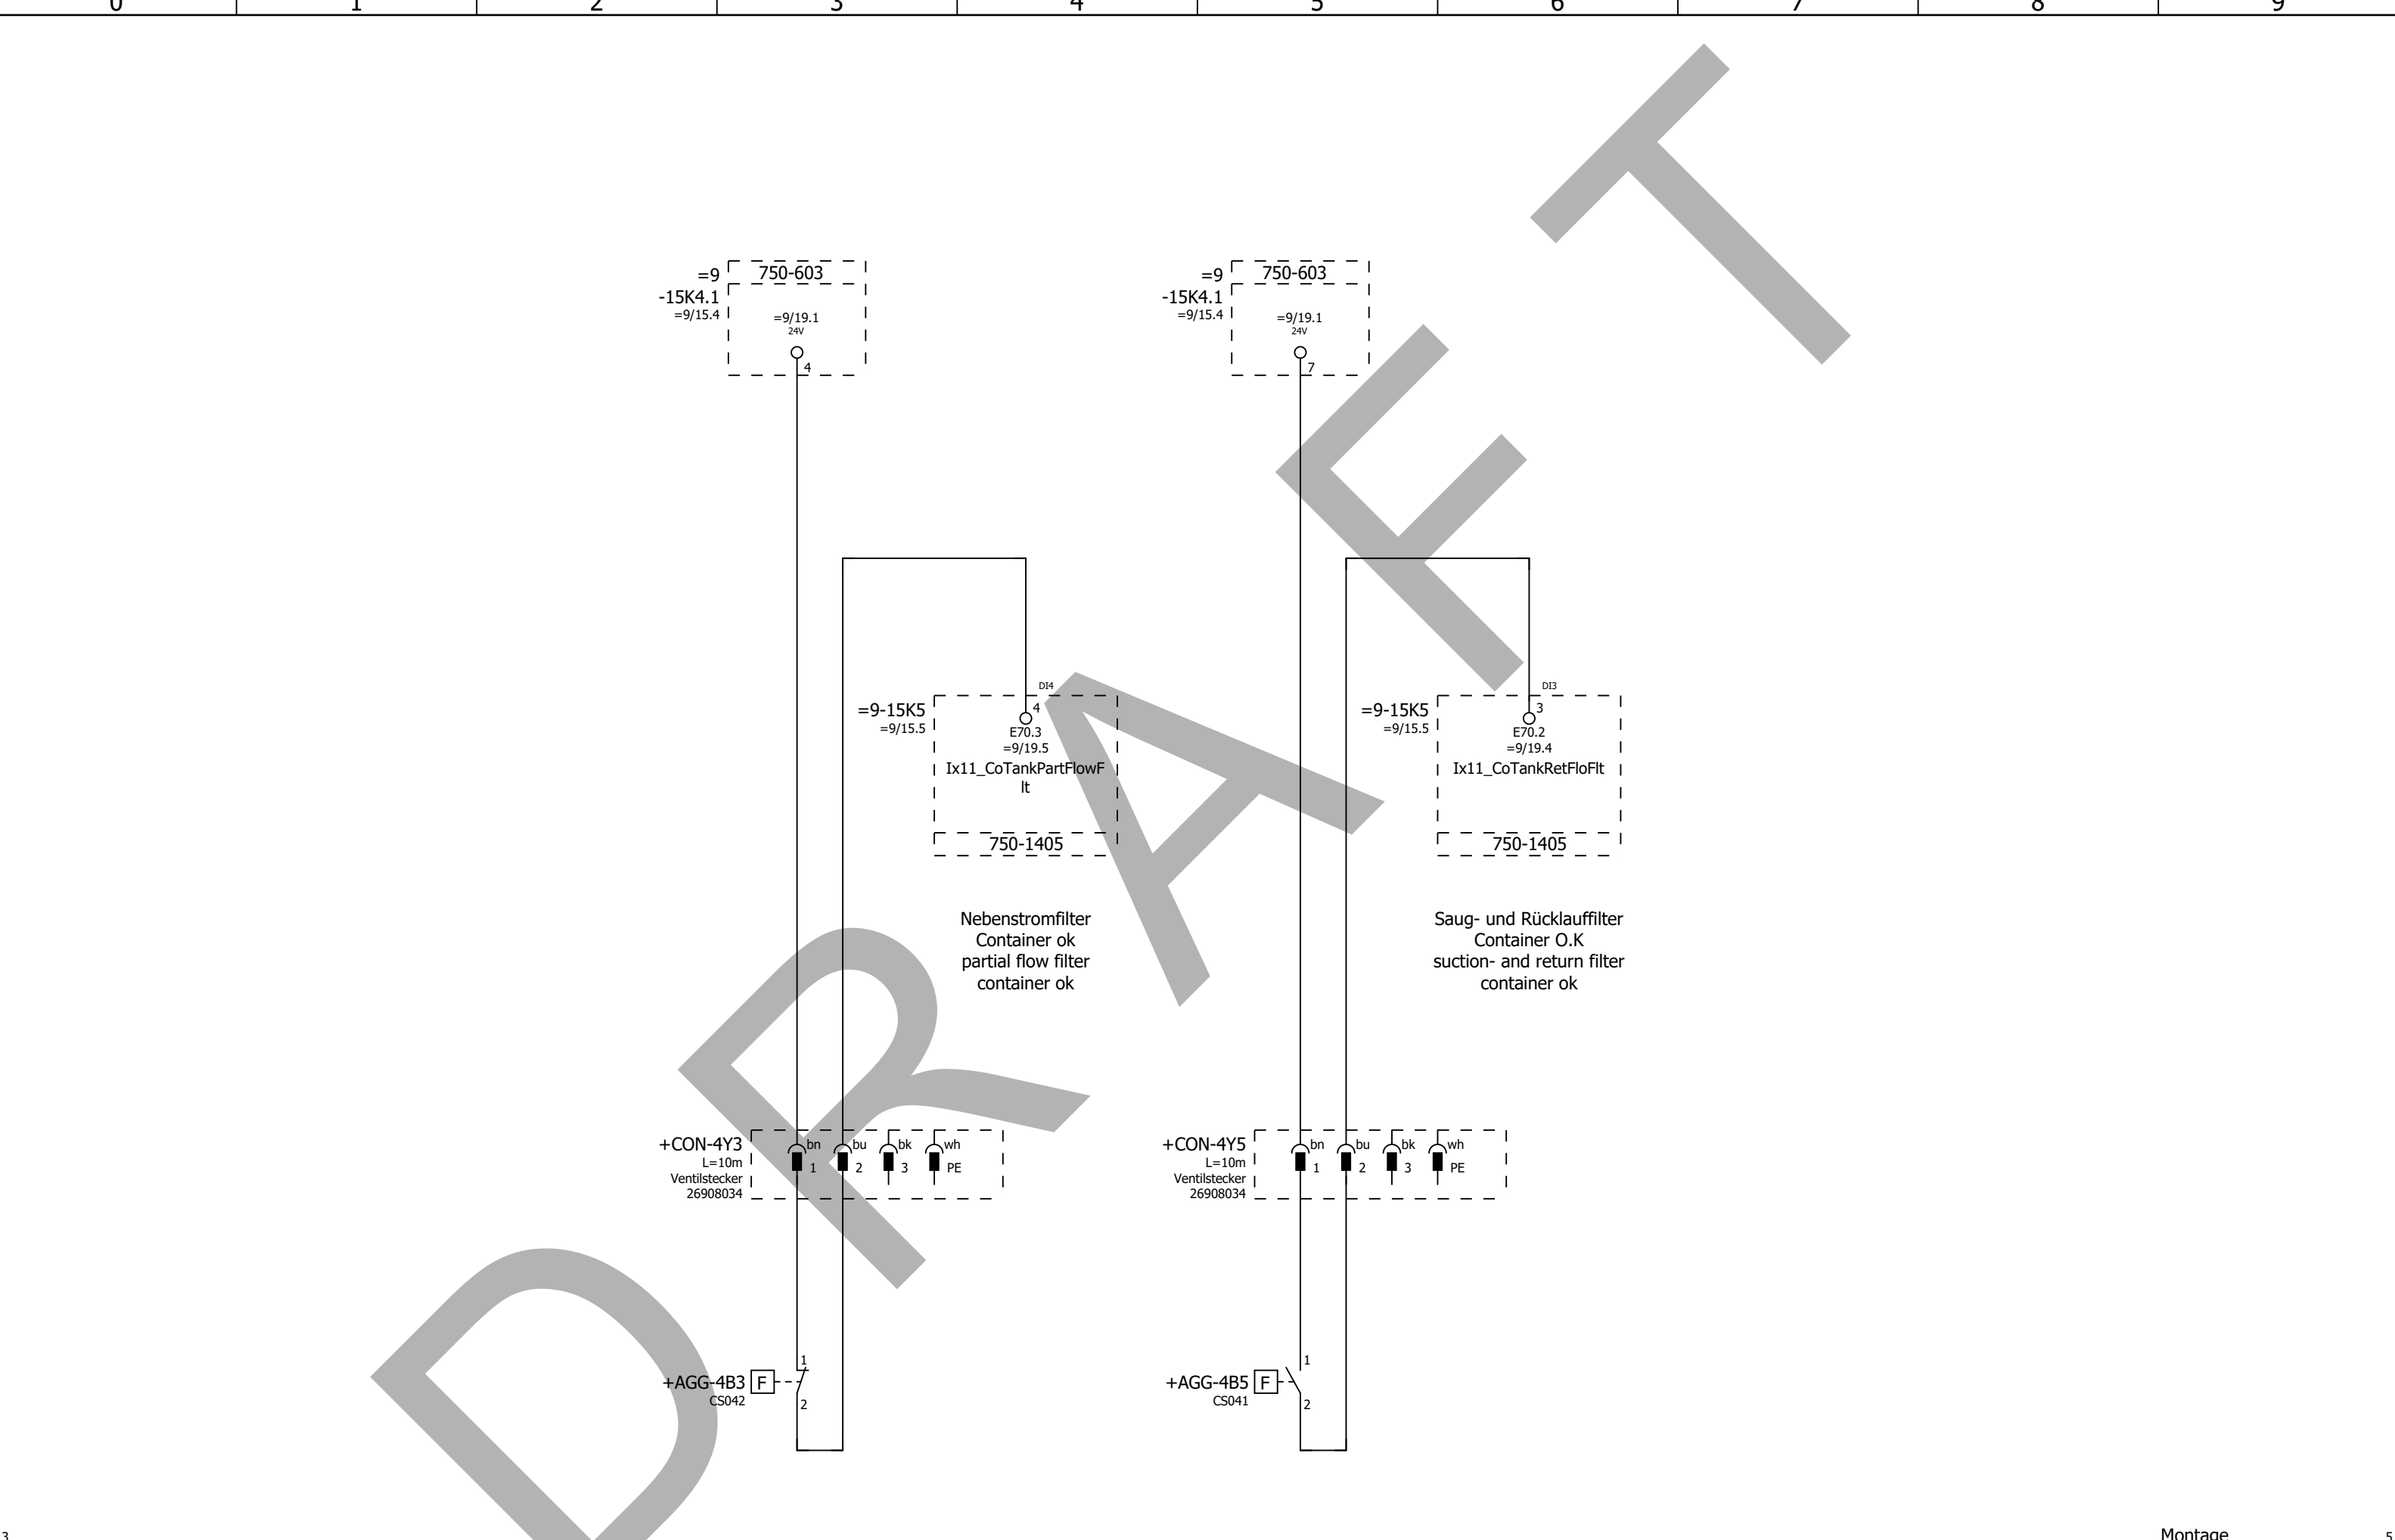 0 1 2 3 4 5 6 7 8 9
=9
750-603
-15K4.1
=9/15.4
=9/19.1
24V
4
=9
750-603
-15K4.1
=9/15.4
=9/19.1
24V
7
DI4
=9-15K5
=9/15.5
4
E70.3
=9/19.5
Ix11_CoTankPartFlowF
lt
750-1405
DI3
=9-15K5
=9/15.5
3
E70.2
=9/19.4
Ix11_CoTankRetFloFlt
750-1405
Nebenstromfilter
Container ok
partial flow filter
container ok
Saug- und Rücklauffilter
Container O.K
suction- and return filter
container ok
+CON-4Y3
L=10m
Ventilstecker
26908034
bn bu bk wh
1 2 3 PE
+CON-4Y5
L=10m
Ventilstecker
26908034
bn bu bk wh
1 2 3 PE
1
+AGG-4B3 F
CS042
2
1
+AGG-4B5 F
CS041
2
DRAFT
3
Montage
5